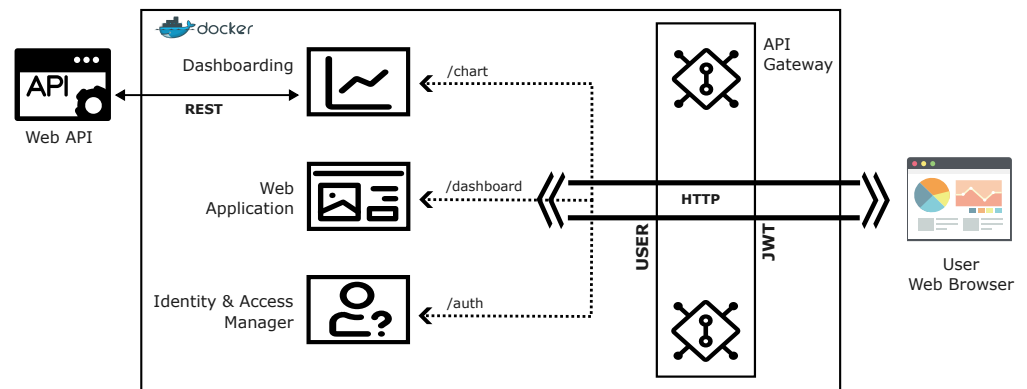 docker
API
Gateway
Dashboarding
/chart
API
REST
Web API
Web
Application
/dashboard
HTTP
USER
JWT
User
Web Browser
Identity & Access
Manager
/auth
?